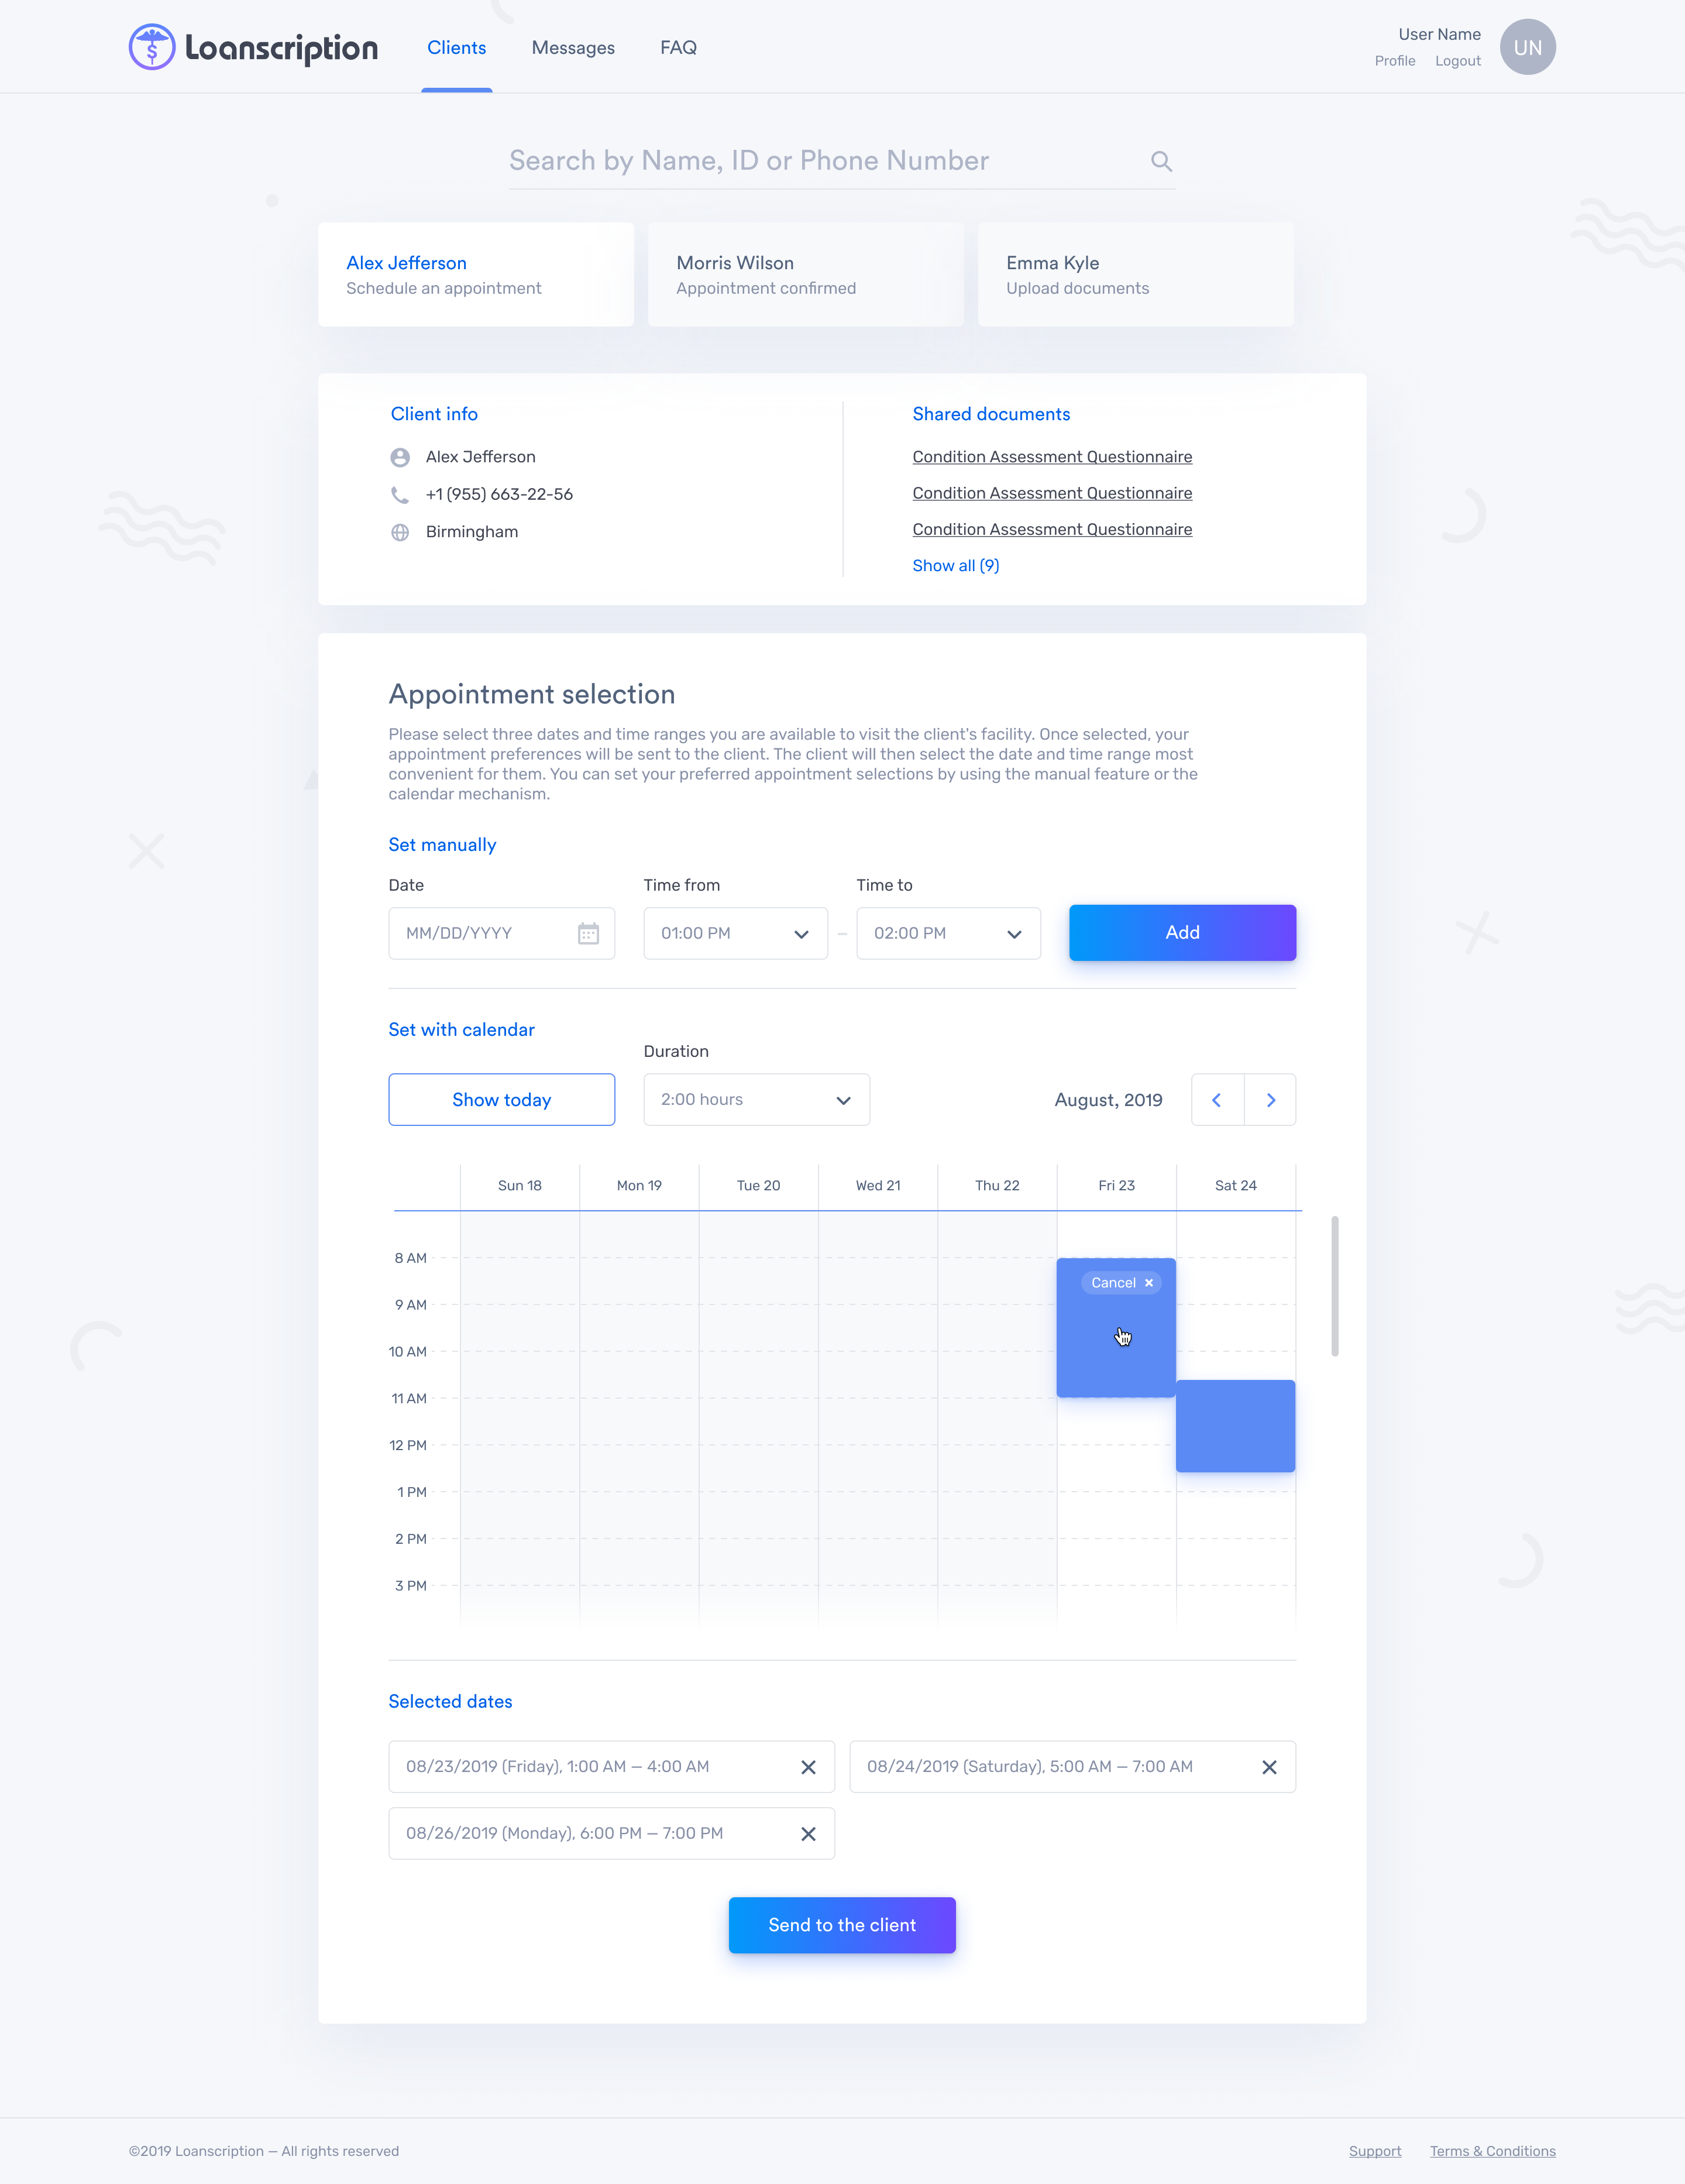 Loanscription
Clients
Messages
FAQ
User Name
Profile
Logout
UN
Search by Name, ID or Phone Number
Alex Jefferson
Schedule an appointment
Morris Wilson
Appointment confirmed
Emma Kyle
Upload documents
Client info
Alex Jefferson
+1 (955) 663-22-56
Birmingham
Shared documents
Condition Assessment Questionnaire
Condition Assessment Questionnaire
Condition Assessment Questionnaire
Show all (9)
Appointment selection
Please select three dates and time ranges you are available to visit the client's facility. Once selected, your
appointment preferences will be sent to the client. The client will then select the date and time range most
convenient for them. You can set your preferred appointment selections by using the manual feature or the
calendar mechanism.
Set manually
Date
Time from
Time to
MM/DD/YYYY
01:00 PM
–
02:00 PM
Add
Set with calendar
Duration
Show today
2:00 hours
August, 2019
Sun 18
Mon 19
Tue 20
Wed 21
Thu 22
Fri 23
Sat 24
8 AM
Cancel
9 AM
10 AM
11 AM
12 PM
1 PM
2 PM
3 PM
Selected dates
08/23/2019 (Friday), 1:00 AM — 4:00 AM
08/24/2019 (Saturday), 5:00 AM — 7:00 AM
08/26/2019 (Monday), 6:00 PM — 7:00 PM
Send to the client
©2019 Loanscription — All rights reserved
Support
Terms & Conditions